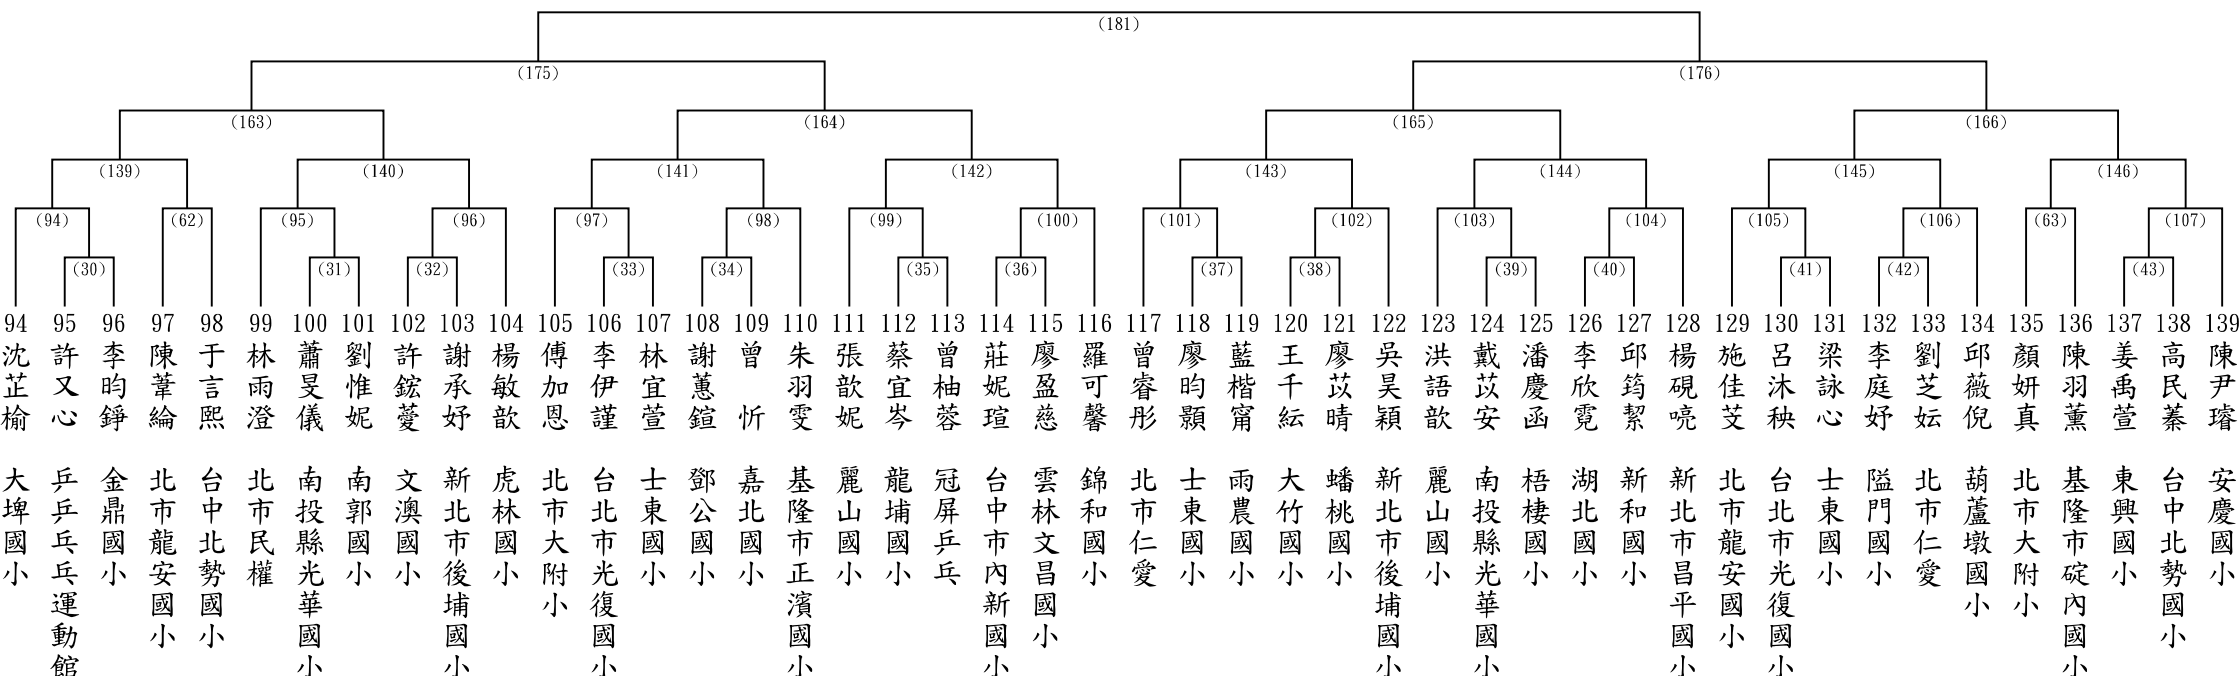 (181)
(175)
(176)
(163)
(164)
(165)
(166)
(139)
(140)
(141)
(142)
(143)
(144)
(145)
(146)
(94)
(62)
(95)
(96)
(97)
(98)
(99)
(100)
(101)
(102)
(103)
(104)
(105)
(106)
(63)
(107)
(30)
(31)
(32)
(33)
(34)
(35)
(36)
(37)
(38)
(39)
(40)
(41)
(42)
(43)
94 沈芷榆 大埤國小
95 許又心 乒乒乓乓運動館
96 李昀錚 金鼎國小
97 陳葦綸 北市龍安國小
98 于言熙 台中北勢國小
99 林雨澄 北市民權
100 蕭旻儀 南投縣光華國小
101 劉惟妮 南郭國小
102 許鋐薆 文澳國小
103 謝承妤 新北市後埔國小
104 楊敏歆 虎林國小
105 傅加恩 北市大附小
106 李伊謹 台北市光復國小
107 林宜萱 士東國小
108 謝蕙鍹 鄧公國小
109 曾忻 嘉北國小
110 朱羽雯 基隆市正濱國小
111 張歆妮 麗山國小
112 蔡宜岑 龍埔國小
113 曾柚蓉 冠屏乒乓
114 莊妮瑄 台中市內新國小
115 廖盈慈 雲林文昌國小
116 羅可馨 錦和國小
117 曾睿彤 北市仁愛
118 廖昀顥 士東國小
119 藍楷甯 雨農國小
120 王千紜 大竹國小
121 廖苡晴 蟠桃國小
122 吳昊穎 新北市後埔國小
123 洪語歆 麗山國小
124 戴苡安 南投縣光華國小
125 潘慶函 梧棲國小
126 李欣霓 湖北國小
127 邱筠絜 新和國小
128 楊硯喨 新北市昌平國小
129 施佳芠 北市龍安國小
130 呂沐秧 台北市光復國小
131 梁詠心 士東國小
132 李庭妤 隘門國小
133 劉芝妘 北市仁愛
134 邱薇倪 葫蘆墩國小
135 顏妍真 北市大附小
136 陳羽薰 基隆市碇內國小
137 姜禹萱 東興國小
138 高民蓁 台中北勢國小
139 陳尹璿 安慶國小